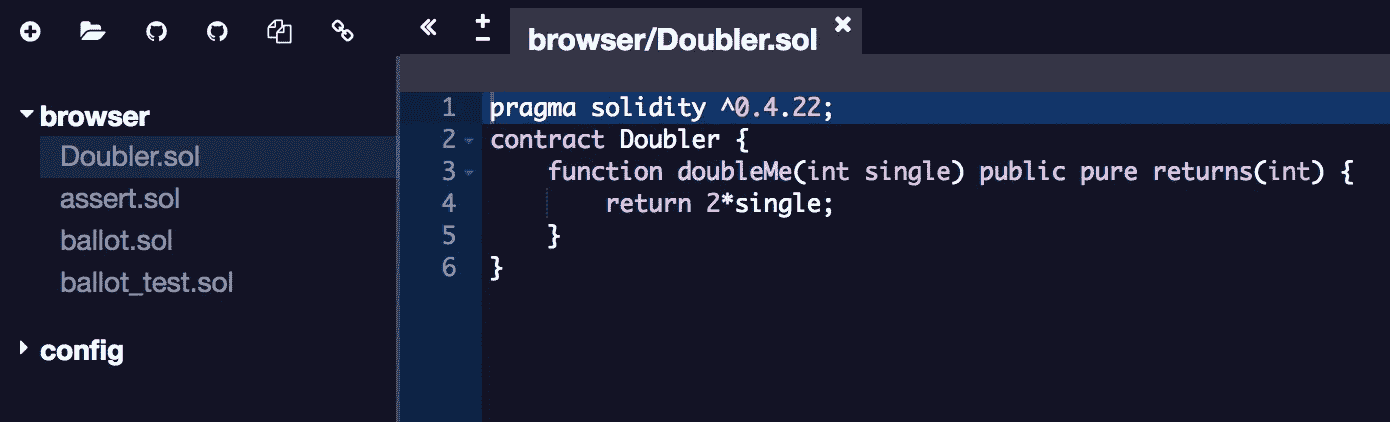 browser/Doubler.sol
browser
Doubler.sol
assert.sol
ballot.sol
ballot_test.sol
config
1 pragma solidity ^0.4.22;
2 contract Doubler {
3     function doubleMe(int single) public pure returns(int) {
4         return 2*single;
5     }
6 }